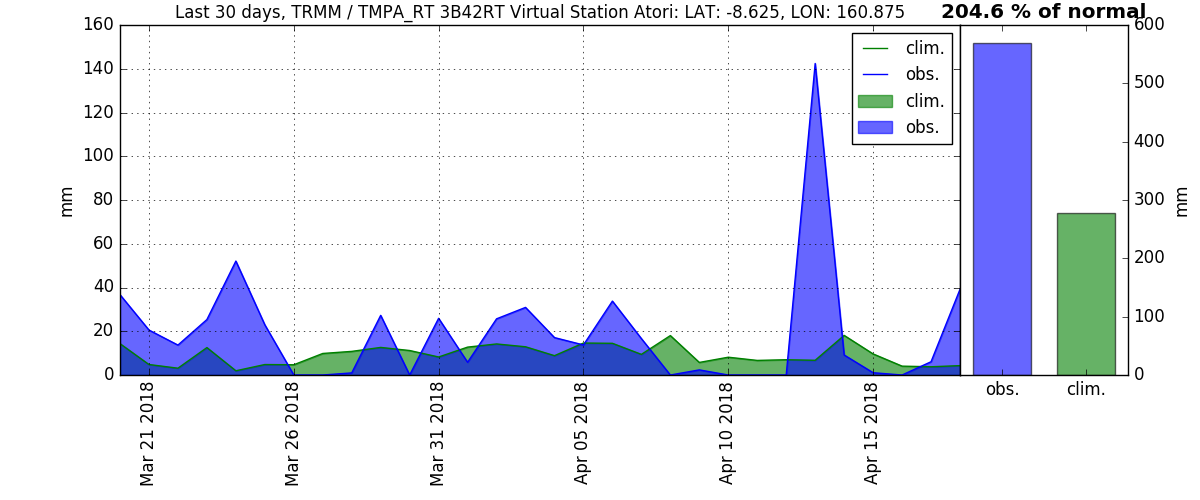 Last 30 days, TRMM / TMPA_RT 3B42RT Virtual Station Atori: LAT: -8.625, LON: 160.875
204.6 % of normal
160
140
120
100
80
60
40
20
0
mm
clim.
obs.
clim.
obs.
Mar 21 2018
Mar 26 2018
Mar 31 2018
Apr 05 2018
Apr 10 2018
Apr 15 2018
600
500
400
300
200
100
0
mm
obs.
clim.